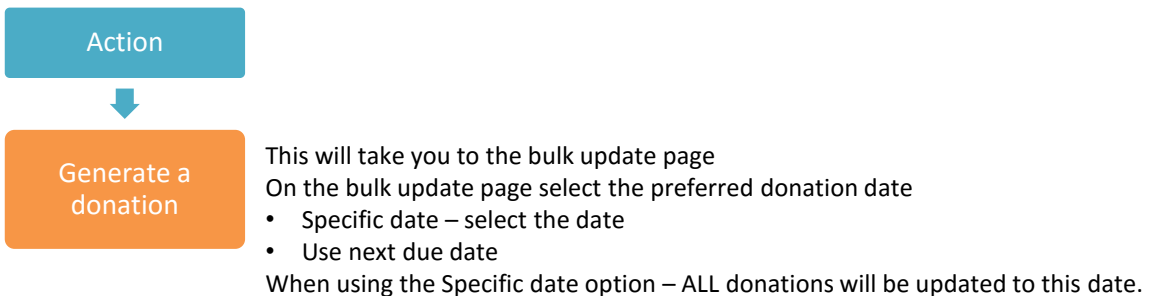 Action
Generate a
donation
This will take you to the bulk update page
On the bulk update page select the preferred donation date
• Specific date – select the date
• Use next due date
When using the Specific date option – ALL donations will be updated to this date.